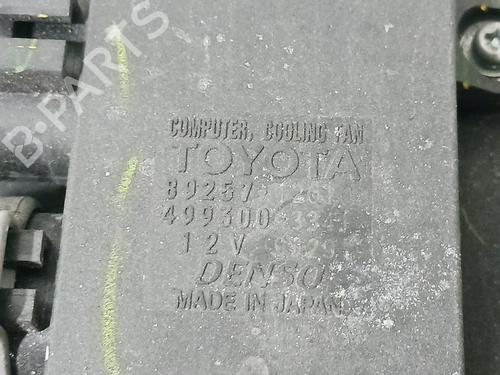 B-PARTS
COMPUTER, COOLING FAN
TOYOTA
89257
499300
12V
DENSO
MADE IN JAPAN